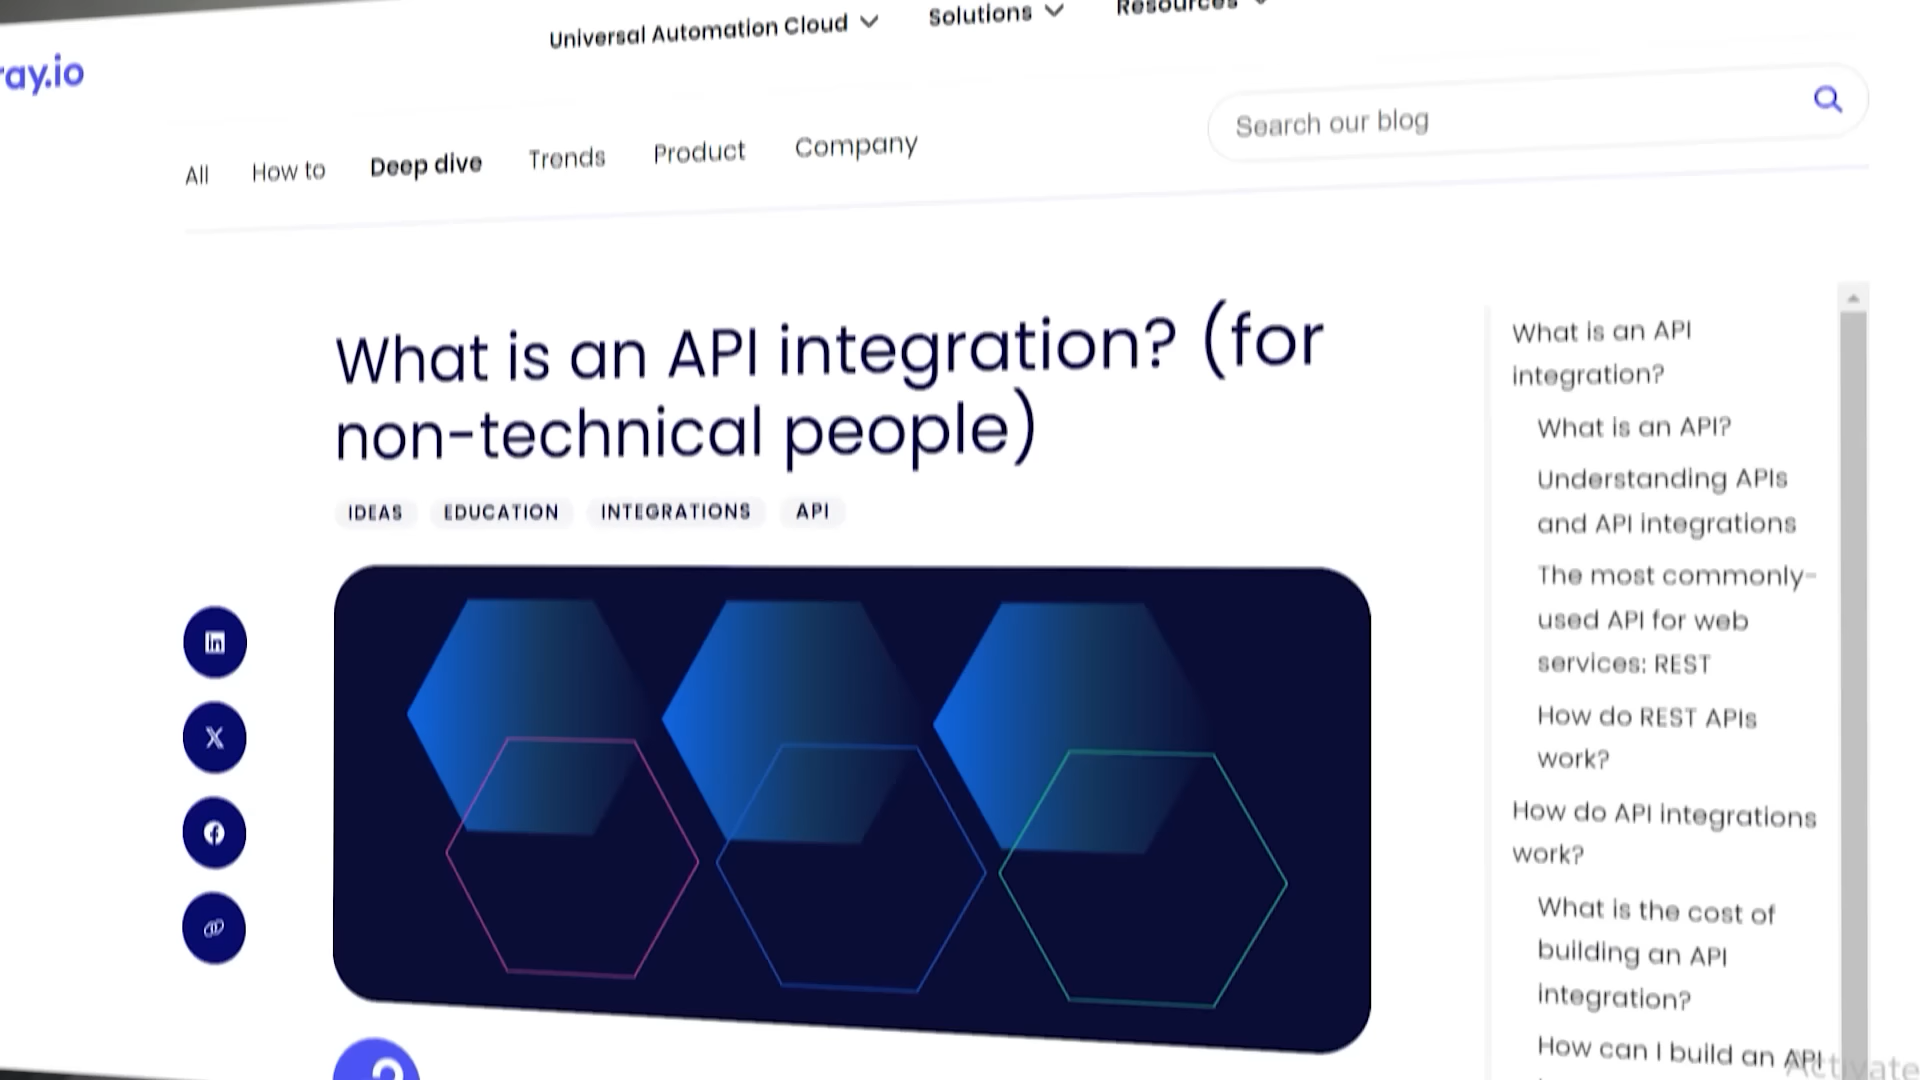 Universal Automation Cloud
Solutions
Resources
ray.io
All
How to
Deep dive
Trends
Product
Company
Search our blog
What is an API integration? (for
non-technical people)
IDEAS
EDUCATION
INTEGRATIONS
API
What is an API
integration?
What is an API?
Understanding APIs
and API integrations
The most commonly-
used API for web
services: REST
How do REST APIs
work?
How do API integrations
work?
What is the cost of
building an API
integration?
How can I build an API
Activate